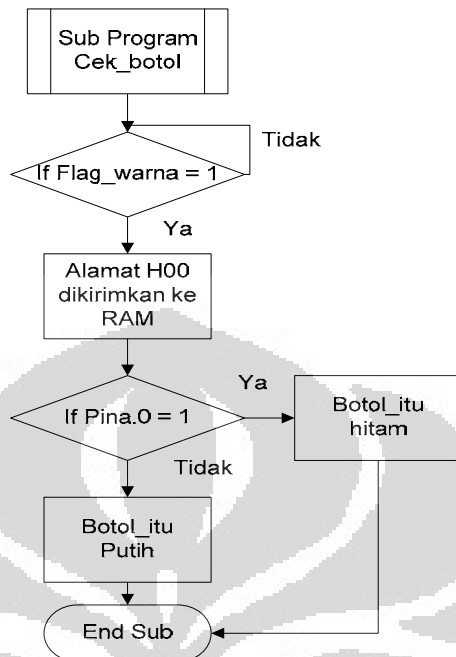 Sub Program
Cek_botol
Tidak
If Flag_warna = 1
Ya
Alamat H00
dikirimkan ke
RAM
Ya
If Pina.0 = 1
Botol_itu
hitam
Tidak
Botol_itu
Putih
End Sub